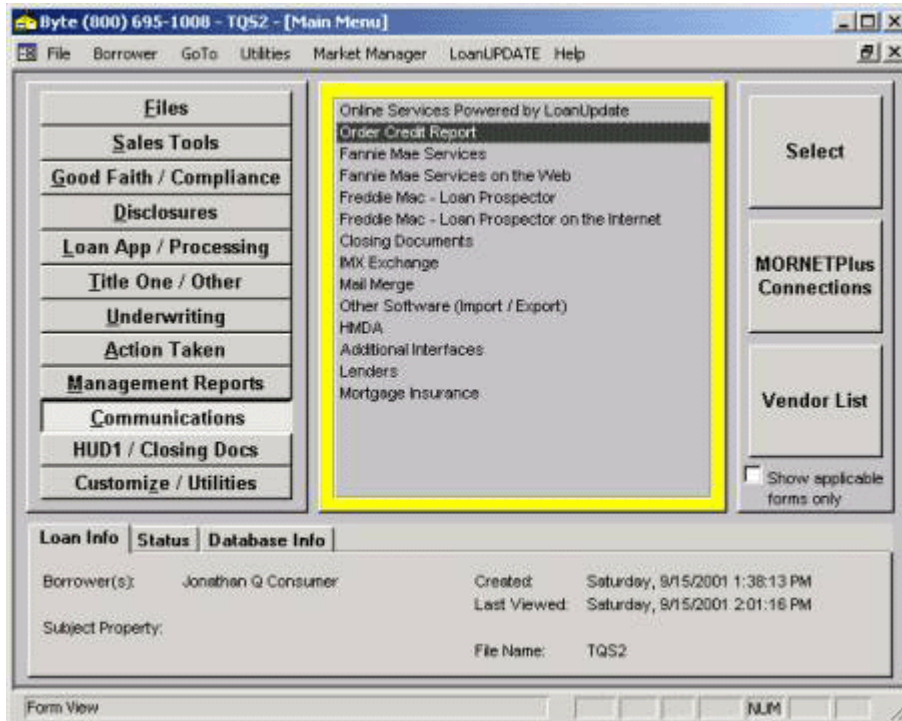 Byte (800) 695-1008 - TQS2 - [Main Menu]
File Borrower GoTo Utilities Market Manager LoanUPDATE Help
Files
Sales Tools
Good Faith / Compliance
Disclosures
Loan App / Processing
Title One / Other
Underwriting
Action Taken
Management Reports
Communications
HUD1 / Closing Docs
Customize / Utilities
Online Services Powered by LoanUpdate
Order Credit Report
Fannie Mae Services
Fannie Mae Services on the Web
Freddie Mac - Loan Prospector
Freddie Mac - Loan Prospector on the Internet
Closing Documents
IMX Exchange
Mail Merge
Other Software (Import / Export)
HMDA
Additional Interfaces
Lenders
Mortgage Insurance
Select
MORNETPlus
Connections
Vendor List
Show applicable
forms only
Loan Info Status Database Info
Borrower(s): Jonathan Q Consumer Created: Saturday, 9/15/2001 1:38:13 PM
Last Viewed: Saturday, 9/15/2001 2:01:16 PM
Subject Property:
File Name: TQS2
Form View NUM